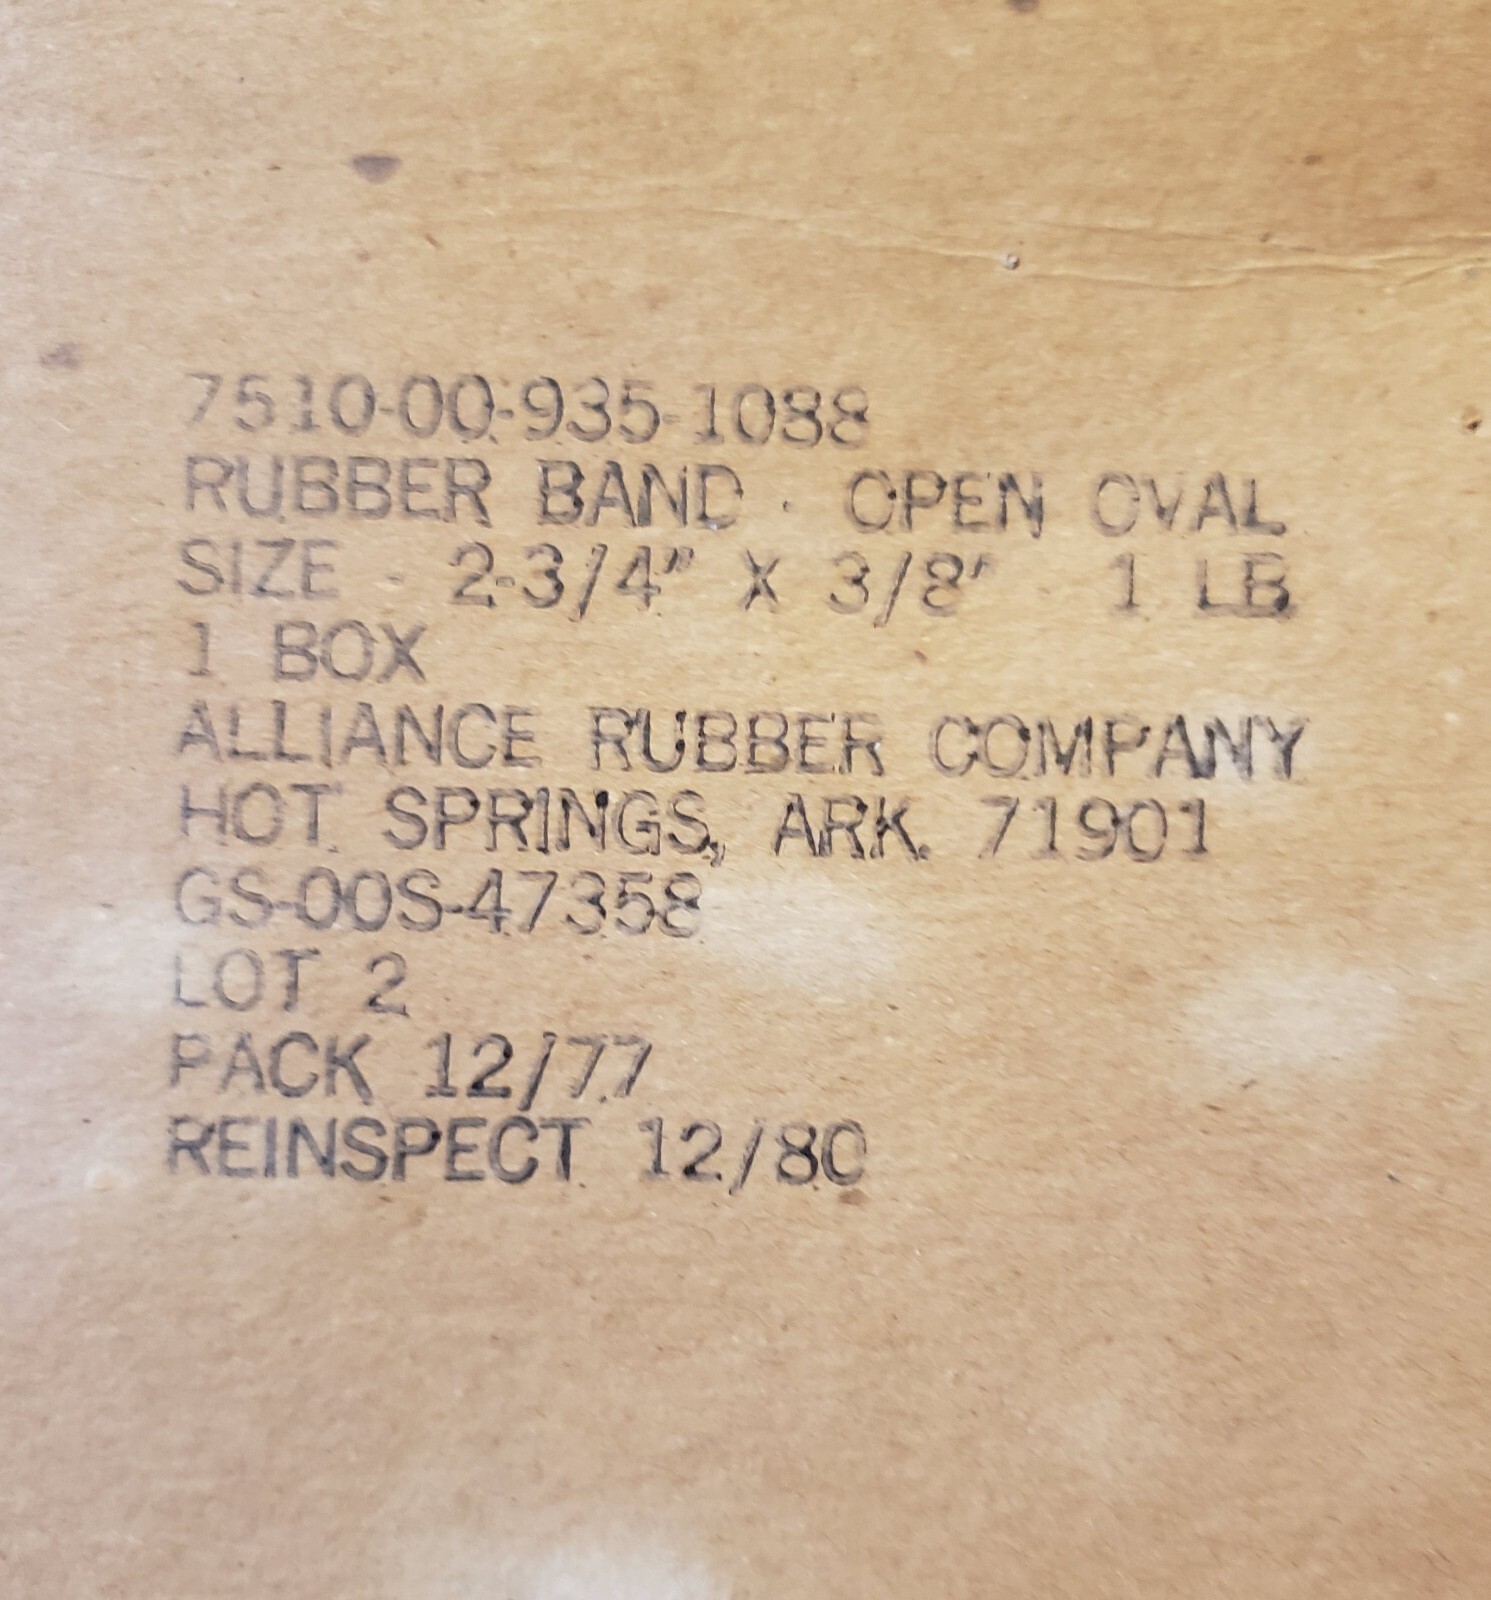 7510-00-935-1088
RUBBER BAND - OPEN OVAL
SIZE - 2-3/4" X 3/8" 1 LB
1 BOX
ALLIANCE RUBBER COMPANY
HOT SPRINGS, ARK. 71901
GS-00S-47358
LOT 2
PACK 12/77
REINSPECT 12/80